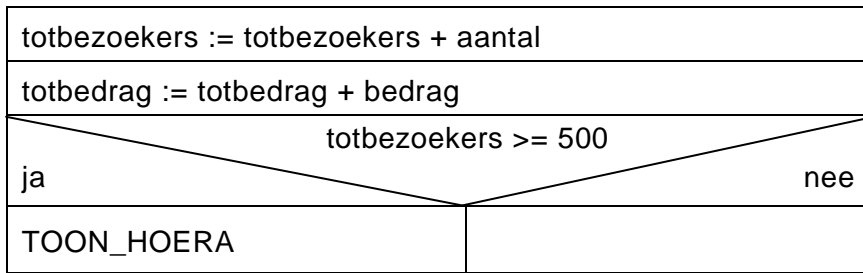 totbezoekers := totbezoekers + aantal
totbedrag := totbedrag + bedrag
totbezoekers >= 500
ja
nee
TOON_HOERA